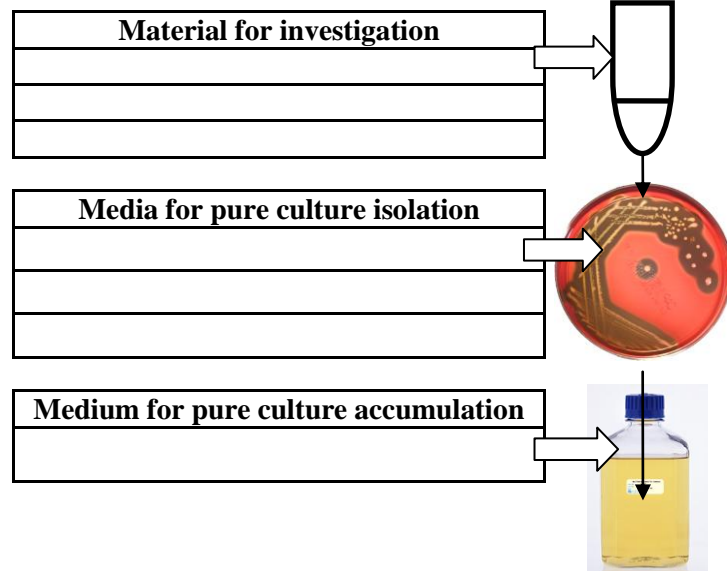 Material for investigation
Media for pure culture isolation
Medium for pure culture accumulation